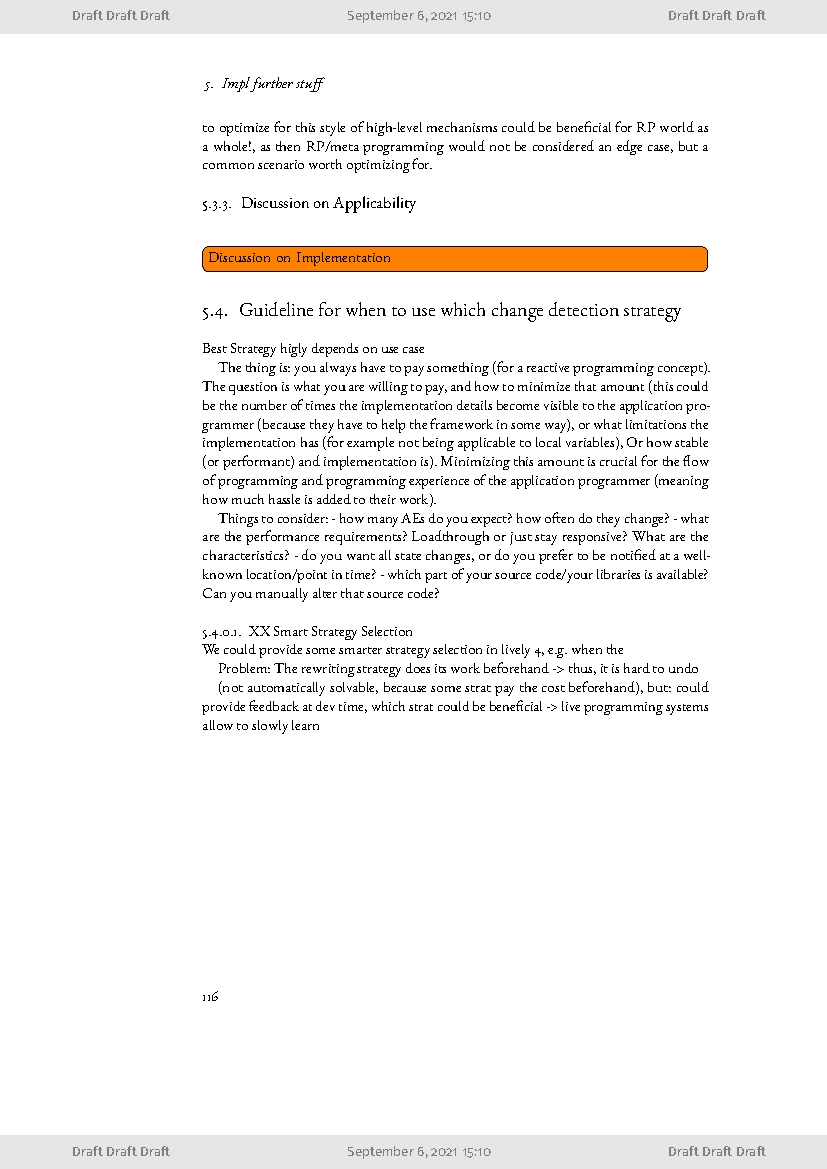 Draft Draft Draft September 6, 2021 15:10 Draft Draft Draft
5. Impl further stuff
to optimize for this style of high-level mechanisms could be beneficial for RP world as
a whole!, as then RP/meta programming would not be considered an edge case, but a
common scenario worth optimizing for.
5.3.3. Discussion on Applicability
Discussion on Implementation
5.4. Guideline for when to use which change detection strategy
Best Strategy higly depends on use case
The thing is: you always have to pay something (for a reactive programming concept).
The question is what you are willing to pay, and how to minimize that amount (this could
be the number of times the implementation details become visible to the application pro-
grammer (because they have to help the framework in some way), or what limitations the
implementation has (for example not being applicable to local variables), Or how stable
(or performant) and implementation is). Minimizing this amount is crucial for the flow
of programming and programming experience of the application programmer (meaning
how much hassle is added to their work).
Things to consider: - how many AEs do you expect? how often do they change? - what
are the performance requirements? Loadthrough or just stay responsive? What are the
characteristics? - do you want all state changes, or do you prefer to be notified at a well-
known location/point in time? - which part of your source code/your libraries is available?
Can you manually alter that source code?
5.4.0.1. XX Smart Strategy Selection
We could provide some smarter strategy selection in lively 4, e.g. when the
Problem: The rewriting strategy does its work beforehand -> thus, it is hard to undo
(not automatically solvable, because some strat pay the cost beforehand), but: could
provide feedback at dev time, which strat could be beneficial -> live programming systems
allow to slowly learn
116
Draft Draft Draft September 6, 2021 15:10 Draft Draft Draft